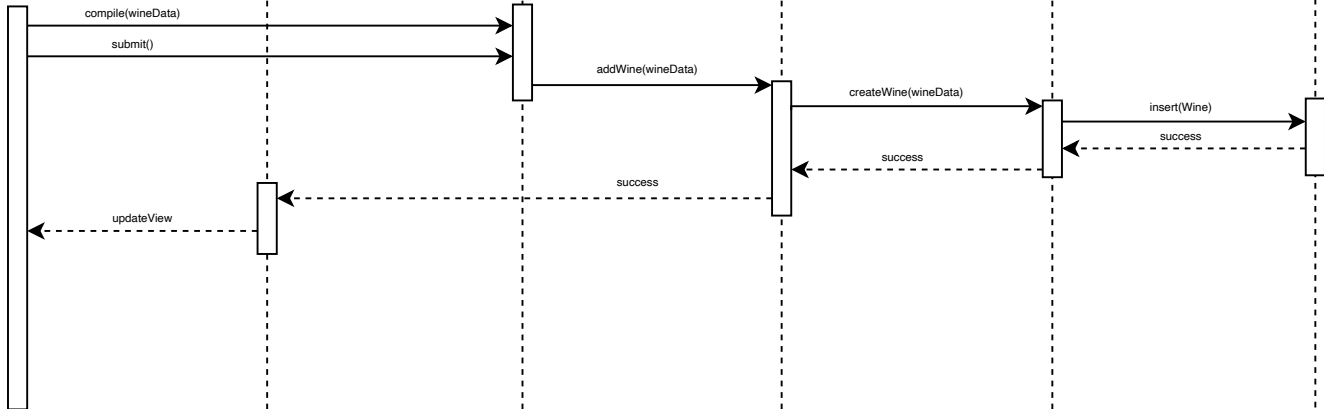 compile(wineData)
submit()
addWine(wineData)
createWine(wineData)
insert(Wine)
success
success
success
updateView